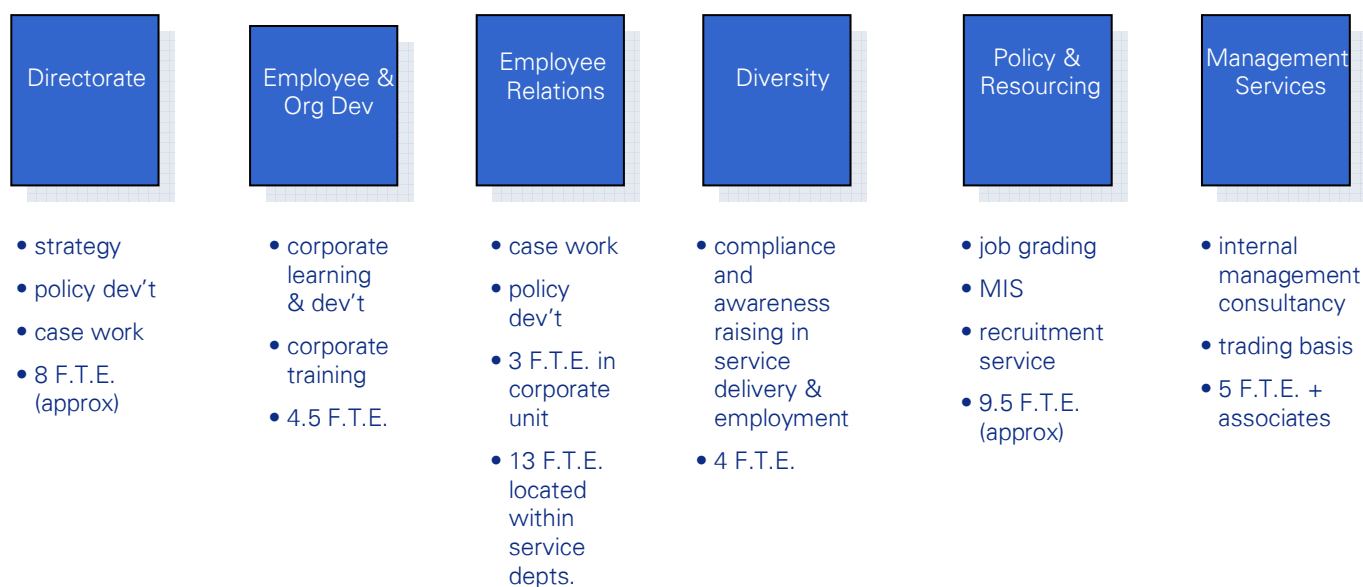 Directorate
• strategy
• policy dev’t
• case work
• 8 F.T.E.
(approx)
Employee &
Org Dev
• corporate
learning
& dev’t
• corporate
training
• 4.5 F.T.E.
Employee
Relations
• case work
• policy
dev’t
• 3 F.T.E. in
corporate
unit
• 13 F.T.E.
located
within
service
depts.
Diversity
• compliance
and
awareness
raising in
service
delivery &
employment
• 4 F.T.E.
Policy &
Resourcing
• job grading
• MIS
• recruitment
service
• 9.5 F.T.E.
(approx)
Management
Services
• internal
management
consultancy
• trading basis
• 5 F.T.E. +
associates